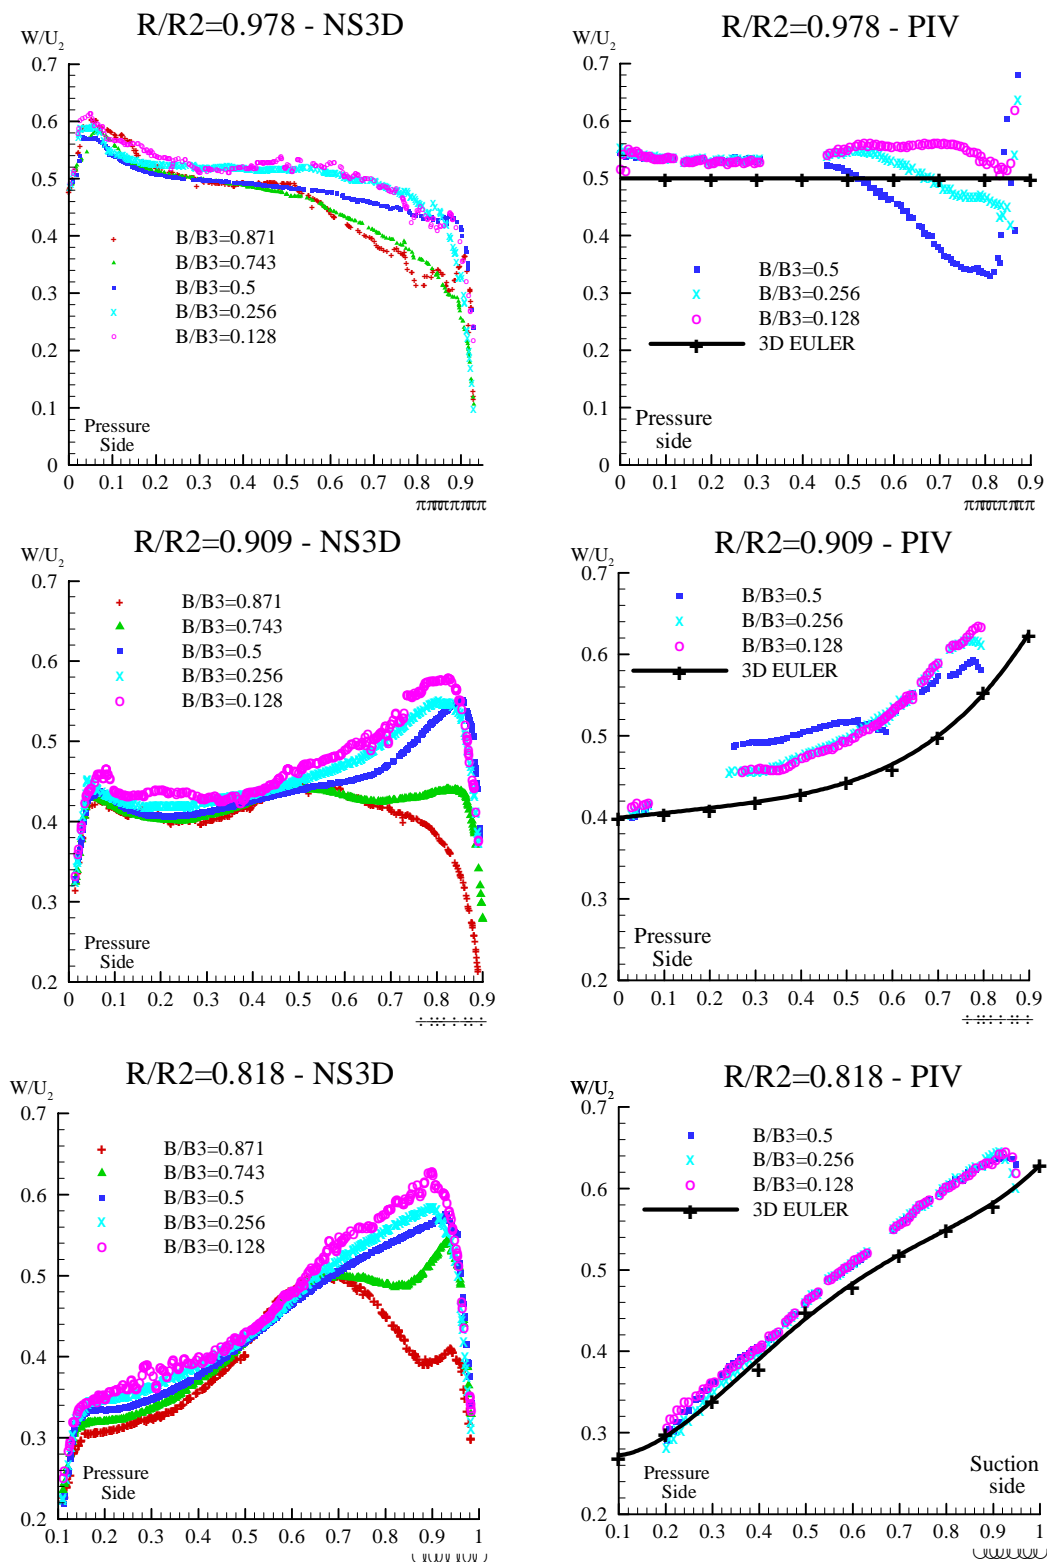 R/R2=0.978 - NS3D
W/U2
0.7
0.6
0.5
0.4
0.3
0.2
0.1
0
B/B3=0.871
B/B3=0.743
B/B3=0.5
B/B3=0.256
B/B3=0.128
Pressure
Side
0 0.1 0.2 0.3 0.4 0.5 0.6 0.7 0.8 0.9
R/R2=0.978 - PIV
W/U2
0.7
0.6
0.5
0.4
0.3
0.2
0.1
0
B/B3=0.5
B/B3=0.256
B/B3=0.128
3D EULER
Pressure
side
0 0.1 0.2 0.3 0.4 0.5 0.6 0.7 0.8 0.9
R/R2=0.909 - NS3D
W/U2
0.7
0.6
0.5
0.4
0.3
0.2
B/B3=0.871
B/B3=0.743
B/B3=0.5
B/B3=0.256
B/B3=0.128
Pressure
Side
0 0.1 0.2 0.3 0.4 0.5 0.6 0.7 0.8 0.9
R/R2=0.909 - PIV
W/U2
0.7
0.6
0.5
0.4
0.3
0.2
B/B3=0.5
B/B3=0.256
B/B3=0.128
3D EULER
Pressure
Side
0 0.1 0.2 0.3 0.4 0.5 0.6 0.7 0.8 0.9
R/R2=0.818 - NS3D
W/U2
0.7
0.6
0.5
0.4
0.3
0.2
B/B3=0.871
B/B3=0.743
B/B3=0.5
B/B3=0.256
B/B3=0.128
Pressure
Side
0.1 0.2 0.3 0.4 0.5 0.6 0.7 0.8 0.9 1
R/R2=0.818 - PIV
W/U2
0.7
0.6
0.5
0.4
0.3
0.2
B/B3=0.5
B/B3=0.256
B/B3=0.128
3D EULER
Pressure
Side
Suction
side
0.1 0.2 0.3 0.4 0.5 0.6 0.7 0.8 0.9 1